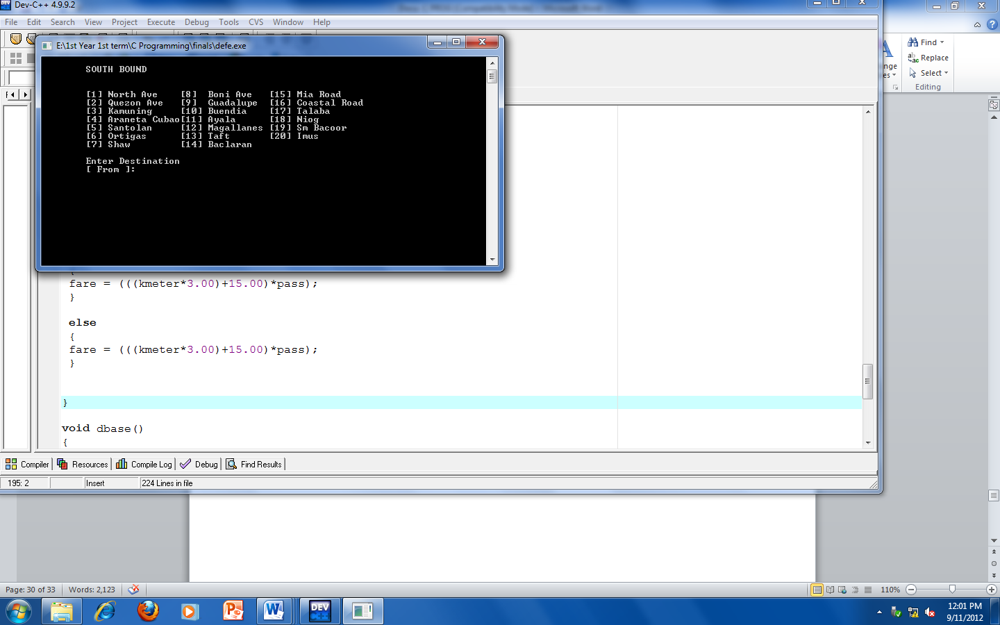 Dev-C++ 4.9.9.2
File Edit Search View Project Execute Debug Tools CVS Window Help
E:\1st Year 1st term\C Programming\finals\defe.exe
SOUTH BOUND
[1] North Ave [8] Boni Ave [15] Mia Road
[2] Quezon Ave [9] Guadalupe [16] Coastal Road
[3] Kamuning [10] Buendia [17] Talaba
[4] Araneta Cubao[11] Ayala [18] Niog
[5] Santolan [12] Magallanes [19] Sm Bacoor
[6] Ortigas [13] Taft [20] Imus
[7] Shaw [14] Baclaran
Enter Destination
[ From ]:
{
fare = (((kmeter*3.00)+15.00)*pass);
}
else
{
fare = (((kmeter*3.00)+15.00)*pass);
}
}
void dbase()
{
Compiler Resources Compile Log Debug Find Results
195: 2 Insert 224 Lines in file
Find
Replace
Select
Editing
Page: 30 of 33 Words: 2,123 110%
DEV C++
12:01 PM
9/11/2012